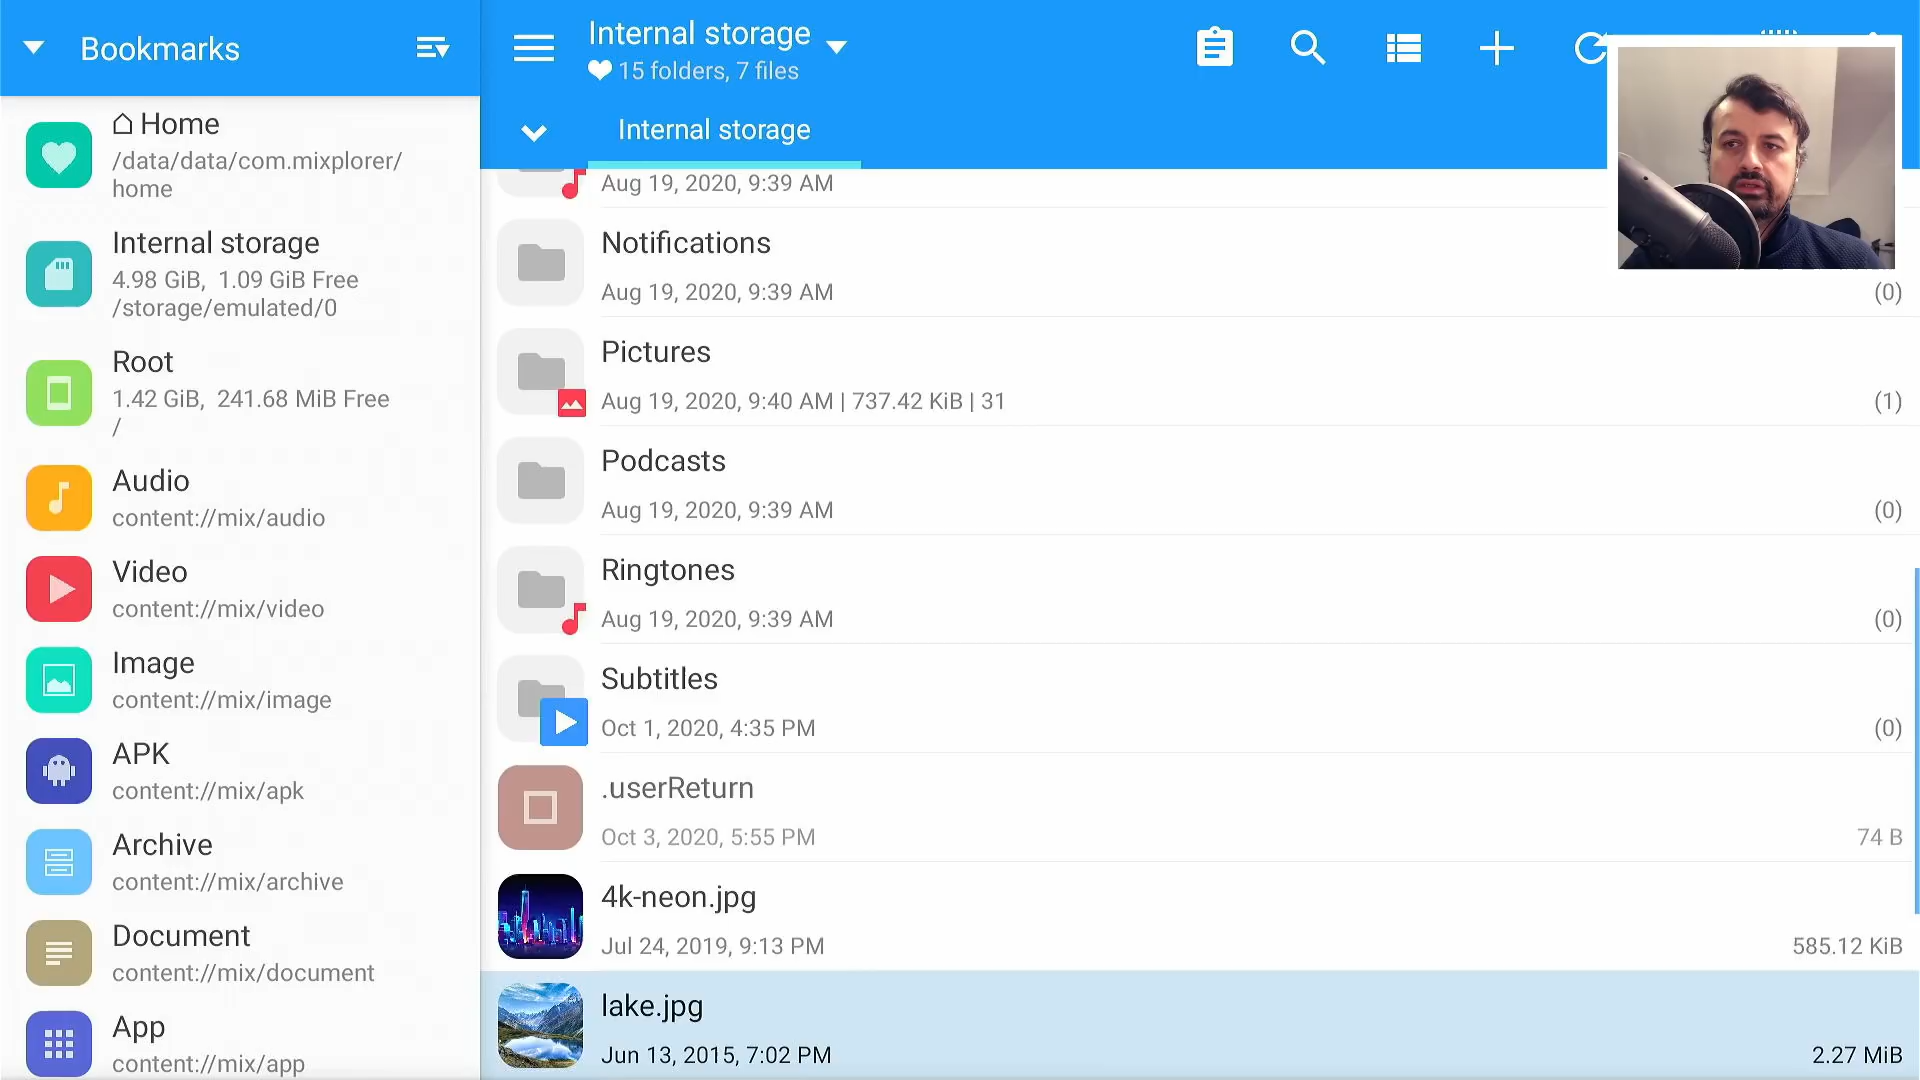 Bookmarks
Home
/data/data/com.mixplorer/
home
Internal storage
4.98 GiB, 1.09 GiB Free
/storage/emulated/0
Root
1.42 GiB, 241.68 MiB Free
/
Audio
content://mix/audio
Video
content://mix/video
Image
content://mix/image
APK
content://mix/apk
Archive
content://mix/archive
Document
content://mix/document
App
content://mix/app
Internal storage
15 folders, 7 files
Internal storage
Aug 19, 2020, 9:39 AM
Notifications
Aug 19, 2020, 9:39 AM (0)
Pictures
Aug 19, 2020, 9:40 AM | 737.42 KiB | 31 (1)
Podcasts
Aug 19, 2020, 9:39 AM (0)
Ringtones
Aug 19, 2020, 9:39 AM (0)
Subtitles
Oct 1, 2020, 4:35 PM (0)
.userReturn
Oct 3, 2020, 5:55 PM 74 B
4k-neon.jpg
Jul 24, 2019, 9:13 PM 585.12 KiB
lake.jpg
Jun 13, 2015, 7:02 PM 2.27 MiB